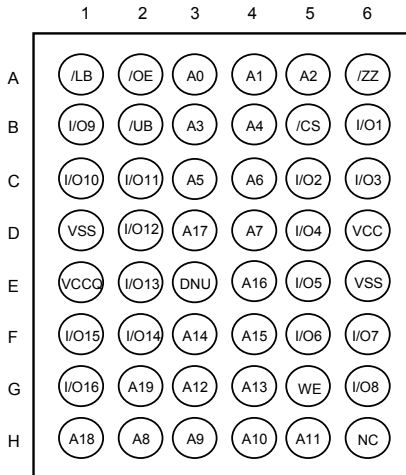 1 2 3 4 5 6
A /LB /OE A0 A1 A2 /ZZ
B I/O9 /UB A3 A4 /CS I/O1
C I/O10 I/O11 A5 A6 I/O2 I/O3
D VSS I/O12 A17 A7 I/O4 VCC
E VCCQ I/O13 DNU A16 I/O5 VSS
F I/O15 I/O14 A14 A15 I/O6 I/O7
G I/O16 A19 A12 A13 WE I/O8
H A18 A8 A9 A10 A11 NC